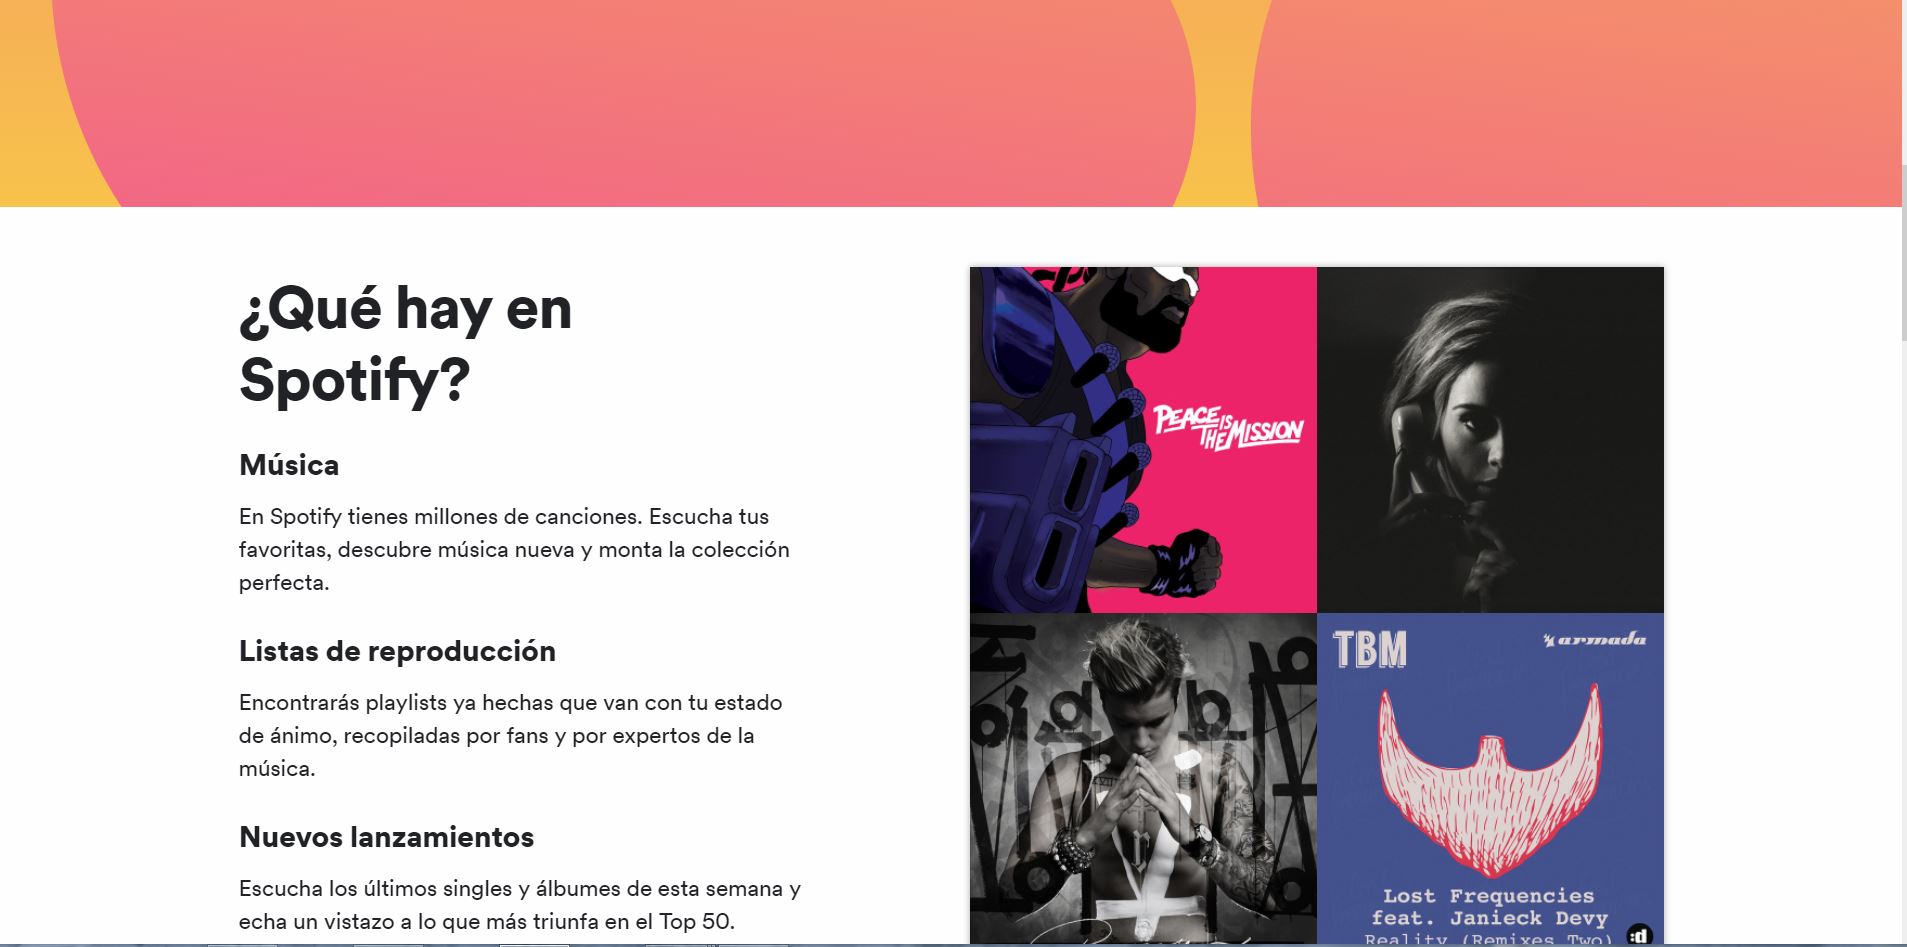 ¿Qué hay en
Spotify?
Música
En Spotify tienes millones de canciones. Escucha tus
favoritas, descubre música nueva y monta la colección
perfecta.
Listas de reproducción
Encontrarás playlists ya hechas que van con tu estado
de ánimo, recopiladas por fans y por expertos de la
música.
Nuevos lanzamientos
Escucha los últimos singles y álbumes de esta semana y
echa un vistazo a lo que más triunfa en el Top 50.
PEACE IS
THE MISSION
TBM
armada
Lost Frequencies
feat. Janieck Devy
Reality (Remixes Two)
:d